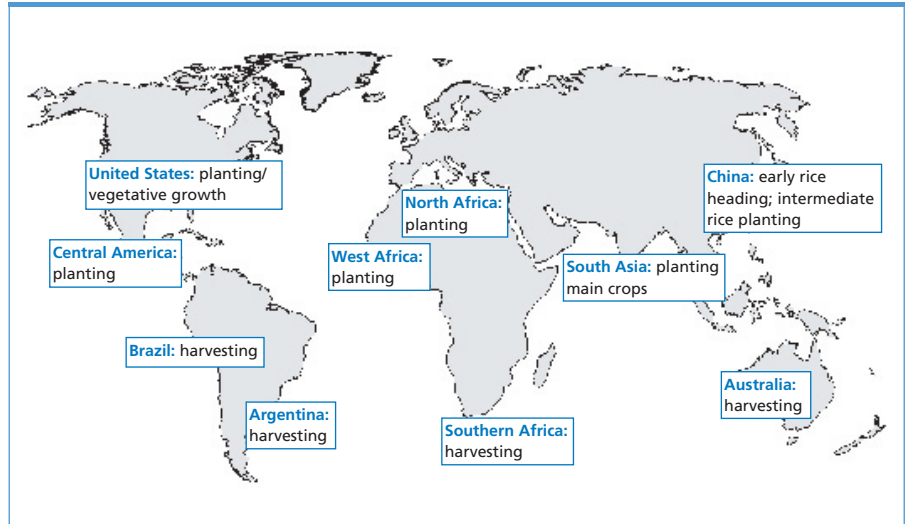 United States: planting/
vegetative growth
China: early rice
heading; intermediate
rice planting
North Africa:
planting
Central America:
planting
West Africa:
planting
South Asia: planting
main crops
Brazil: harvesting
Australia:
harvesting
Argentina:
harvesting
Southern Africa:
harvesting